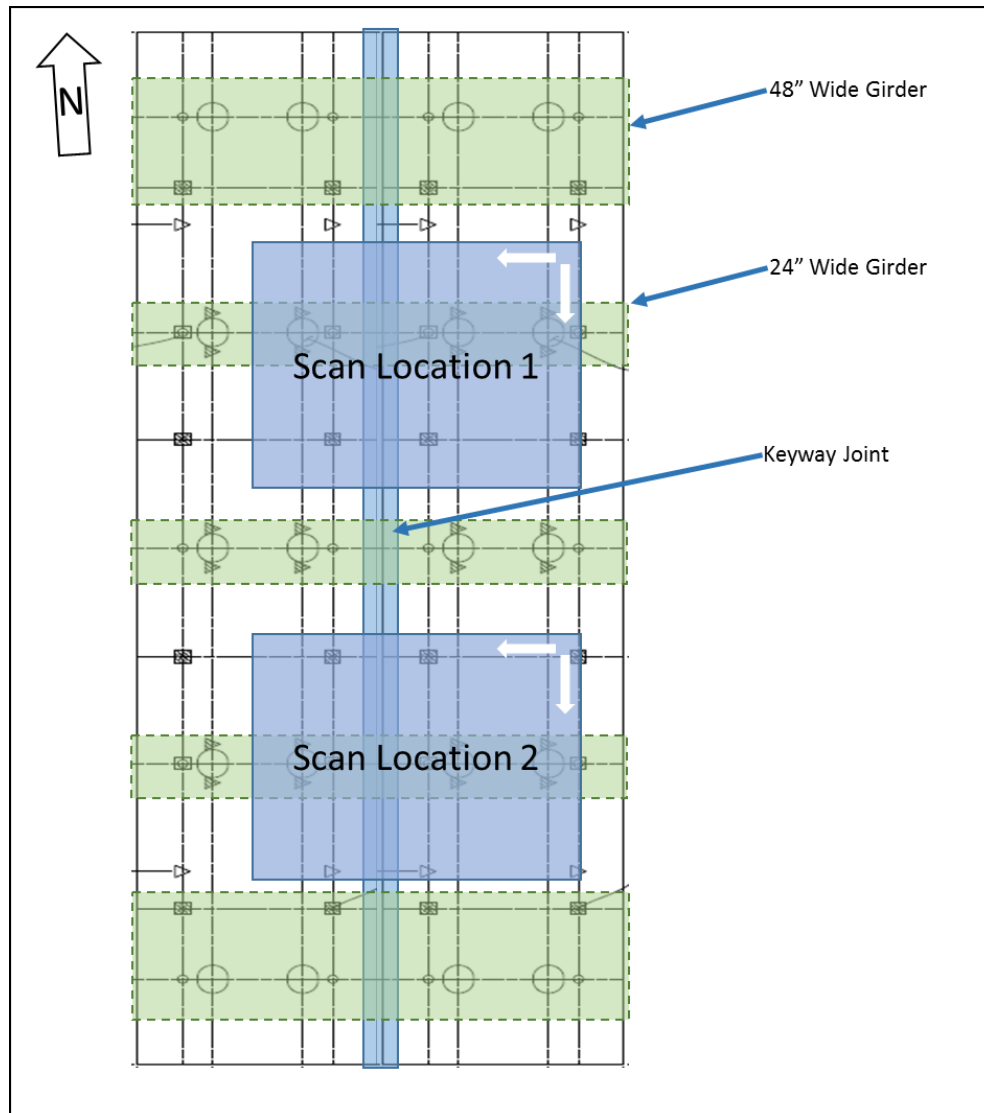 N
48” Wide Girder
24” Wide Girder
Scan Location 1
Keyway Joint
Scan Location 2